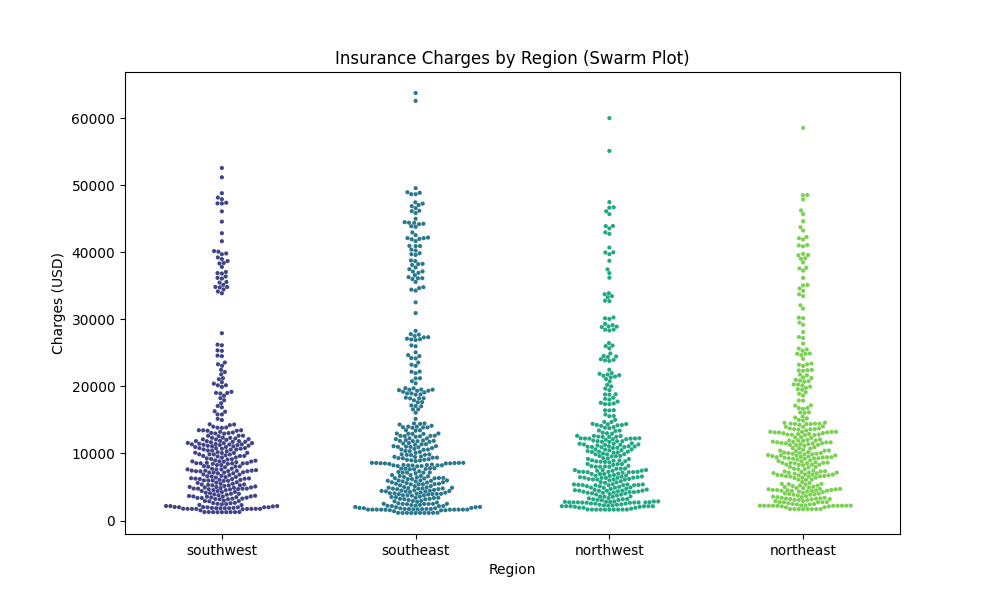 Insurance Charges by Region (Swarm Plot)
60000
50000
40000
30000
20000
10000
0
Charges (USD)
southwest southeast northwest northeast
Region